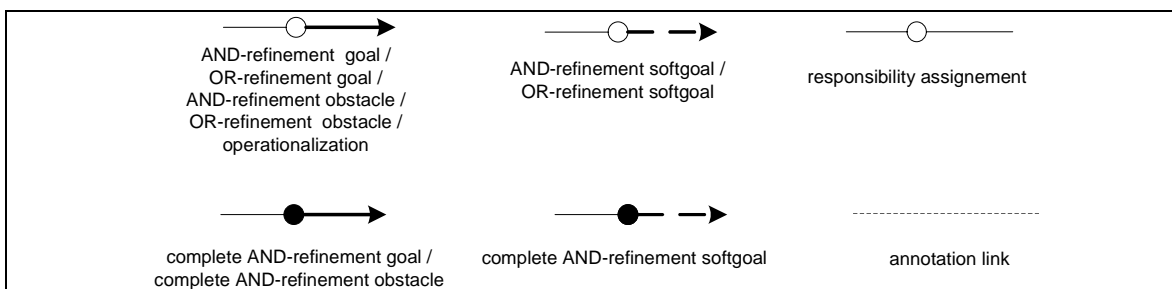 AND-refinement goal /
OR-refinement goal /
AND-refinement obstacle /
OR-refinement obstacle /
operationalization
AND-refinement softgoal /
OR-refinement softgoal
responsibility assignement
complete AND-refinement goal /
complete AND-refinement obstacle
complete AND-refinement softgoal
annotation link